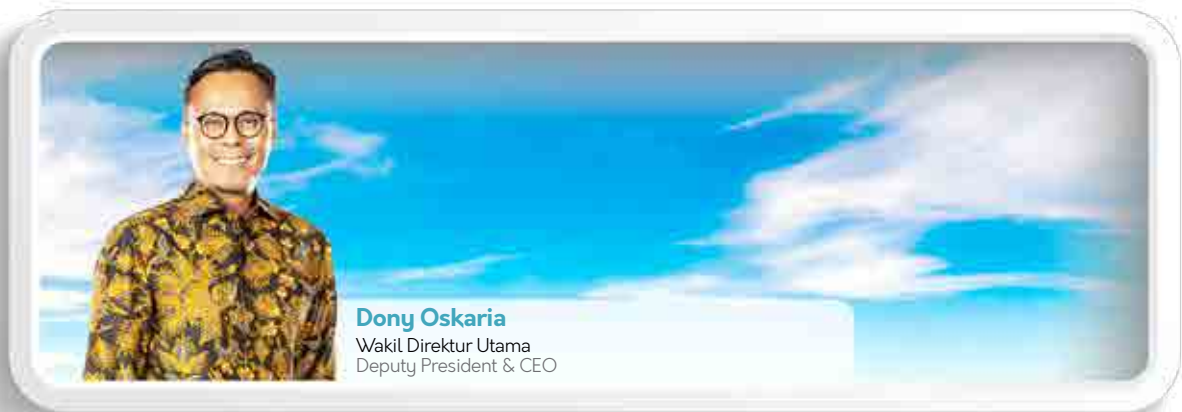 Dony Oskaria
Wakil Direktur Utama
Deputy President & CEO